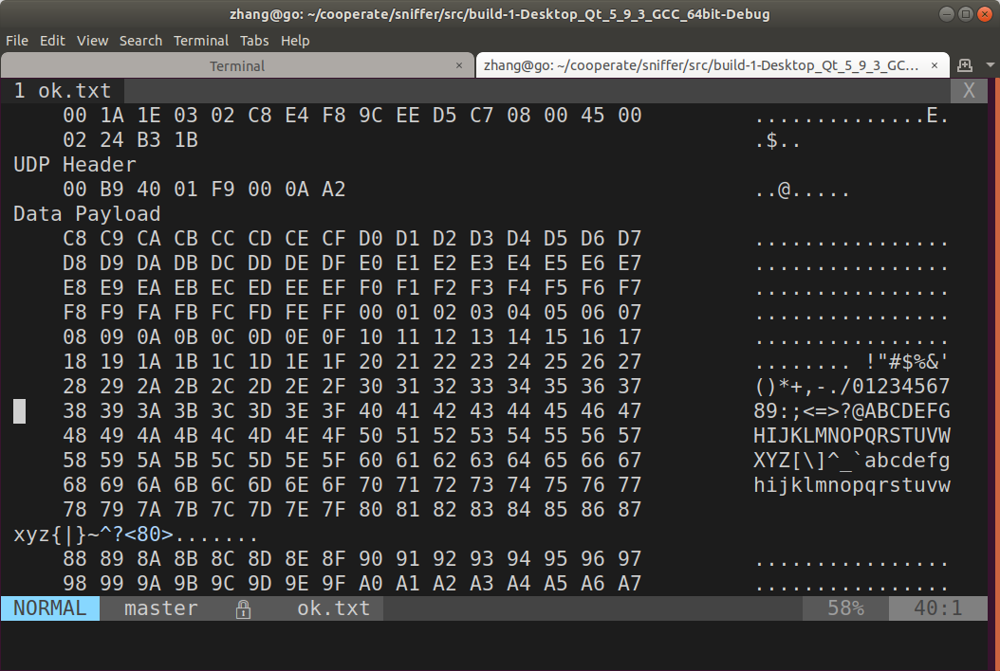 zhang@go: ~/cooperate/sniffer/src/build-1-Desktop_Qt_5_9_3_GCC_64bit-Debug
File Edit View Search Terminal Tabs Help
Terminal × zhang@go: ~/cooperate/sniffer/src/build-1-Desktop_Qt_5_9_3_GC... ×
1 ok.txt X
00 1A 1E 03 02 C8 E4 F8 9C EE D5 C7 08 00 45 00 ..............E.
02 24 B3 1B .$..
UDP Header
00 B9 40 01 F9 00 0A A2 ..@.....
Data Payload
C8 C9 CA CB CC CD CE CF D0 D1 D2 D3 D4 D5 D6 D7 ................
D8 D9 DA DB DC DD DE DF E0 E1 E2 E3 E4 E5 E6 E7 ................
E8 E9 EA EB EC ED EE EF F0 F1 F2 F3 F4 F5 F6 F7 ................
F8 F9 FA FB FC FD FE FF 00 01 02 03 04 05 06 07 ................
08 09 0A 0B 0C 0D 0E 0F 10 11 12 13 14 15 16 17 ................
18 19 1A 1B 1C 1D 1E 1F 20 21 22 23 24 25 26 27 ........ !"#$%&'
28 29 2A 2B 2C 2D 2E 2F 30 31 32 33 34 35 36 37 ()*+,-./01234567
38 39 3A 3B 3C 3D 3E 3F 40 41 42 43 44 45 46 47 89:;<=>?@ABCDEFG
48 49 4A 4B 4C 4D 4E 4F 50 51 52 53 54 55 56 57 HIJKLMNOPQRSTUVW
58 59 5A 5B 5C 5D 5E 5F 60 61 62 63 64 65 66 67 XYZ[\]^_`abcdefg
68 69 6A 6B 6C 6D 6E 6F 70 71 72 73 74 75 76 77 hijklmnopqrstuvw
78 79 7A 7B 7C 7D 7E 7F 80 81 82 83 84 85 86 87
xyz{|}~^?<80>.......
88 89 8A 8B 8C 8D 8E 8F 90 91 92 93 94 95 96 97 ................
98 99 9A 9B 9C 9D 9E 9F A0 A1 A2 A3 A4 A5 A6 A7 ................
NORMAL master ok.txt 58% 40:1